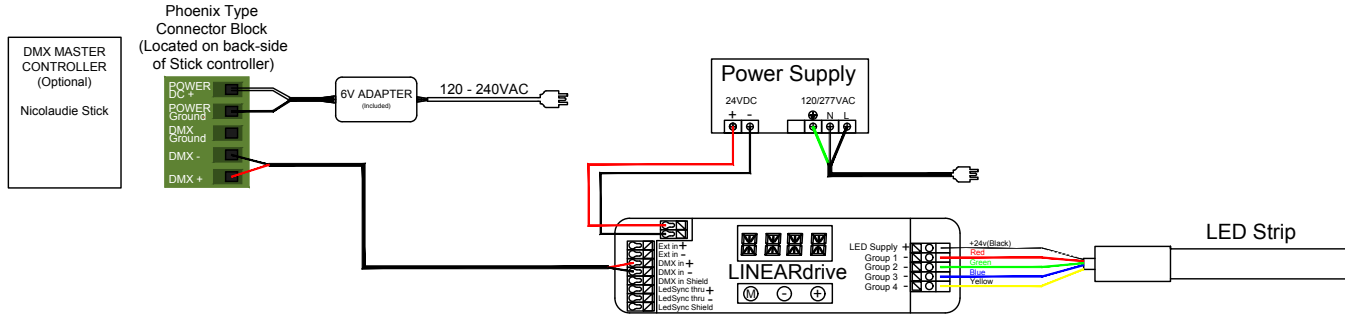 Phoenix Type
Connector Block
(Located on back-side
of Stick controller)
DMX MASTER
CONTROLLER
(Optional)
Nicolaudie Stick
POWER
DC +
POWER
Ground
DMX
Ground
DMX -
DMX +
6V ADAPTER
(Included)
120 - 240VAC
Power Supply
24VDC
120/277VAC
+ -
N L
Ext in +
Ext in -
DMX in +
DMX in -
DMX in Shield
LedSync thru +
LedSync thru -
LedSync Shield
LINEARdrive
M - +
LED Supply +
Group 1 -
Group 2 -
Group 3 -
Group 4 -
+24v(Black)
Red
Green
Blue
Yellow
LED Strip